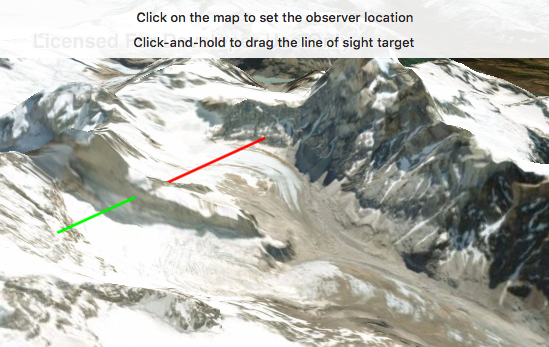 Click on the map to set the observer location
Click-and-hold to drag the line of sight target
Licensed For